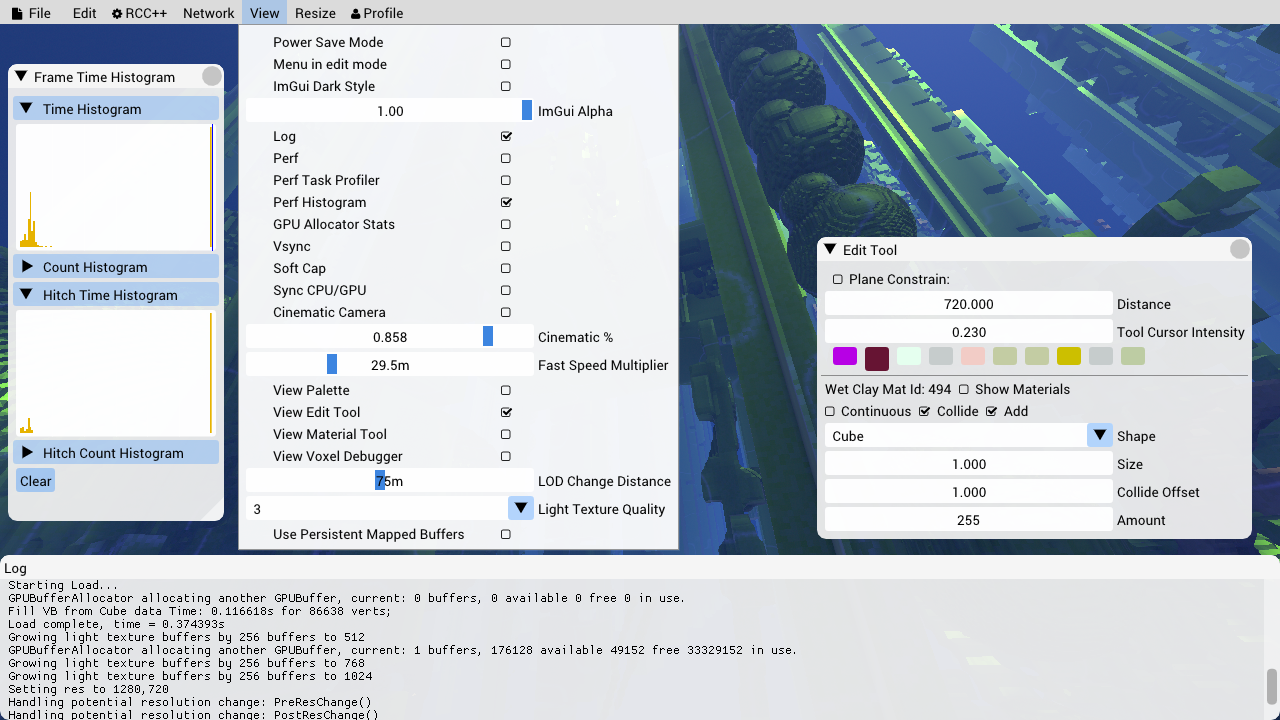 File Edit RCC++ Network View Resize Profile
Frame Time Histogram
Time Histogram
Count Histogram
Hitch Time Histogram
Hitch Count Histogram
Clear
Power Save Mode
Menu in edit mode
ImGui Dark Style
1.00 ImGui Alpha
Log
Perf
Perf Task Profiler
Perf Histogram
GPU Allocator Stats
Vsync
Soft Cap
Sync CPU/GPU
Cinematic Camera
0.858 Cinematic %
29.5m Fast Speed Multiplier
View Palette
View Edit Tool
View Material Tool
View Voxel Debugger
75m LOD Change Distance
3 Light Texture Quality
Use Persistent Mapped Buffers
Edit Tool
Plane Constrain:
720.000 Distance
0.230 Tool Cursor Intensity
Wet Clay Mat Id: 494 Show Materials
Continuous Collide Add
Cube Shape
1.000 Size
1.000 Collide Offset
255 Amount
Log
Starting Load...
GPUBufferAllocator allocating another GPUBuffer, current: 0 buffers, 0 available 0 free 0 in use.
Fill VB from Cube data Time: 0.116618s for 86638 verts;
Load complete, time = 0.374393s
Growing light texture buffers by 256 buffers to 512
GPUBufferAllocator allocating another GPUBuffer, current: 1 buffers, 176128 available 49152 free 33329152 in use.
Growing light texture buffers by 256 buffers to 768
Growing light texture buffers by 256 buffers to 1024
Setting res to 1280,720
Handling potential resolution change: PreResChange()
Handling potential resolution change: PostResChange()